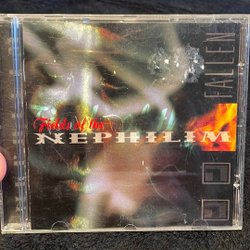 Fields of the
NEPHILIM
FALLEN